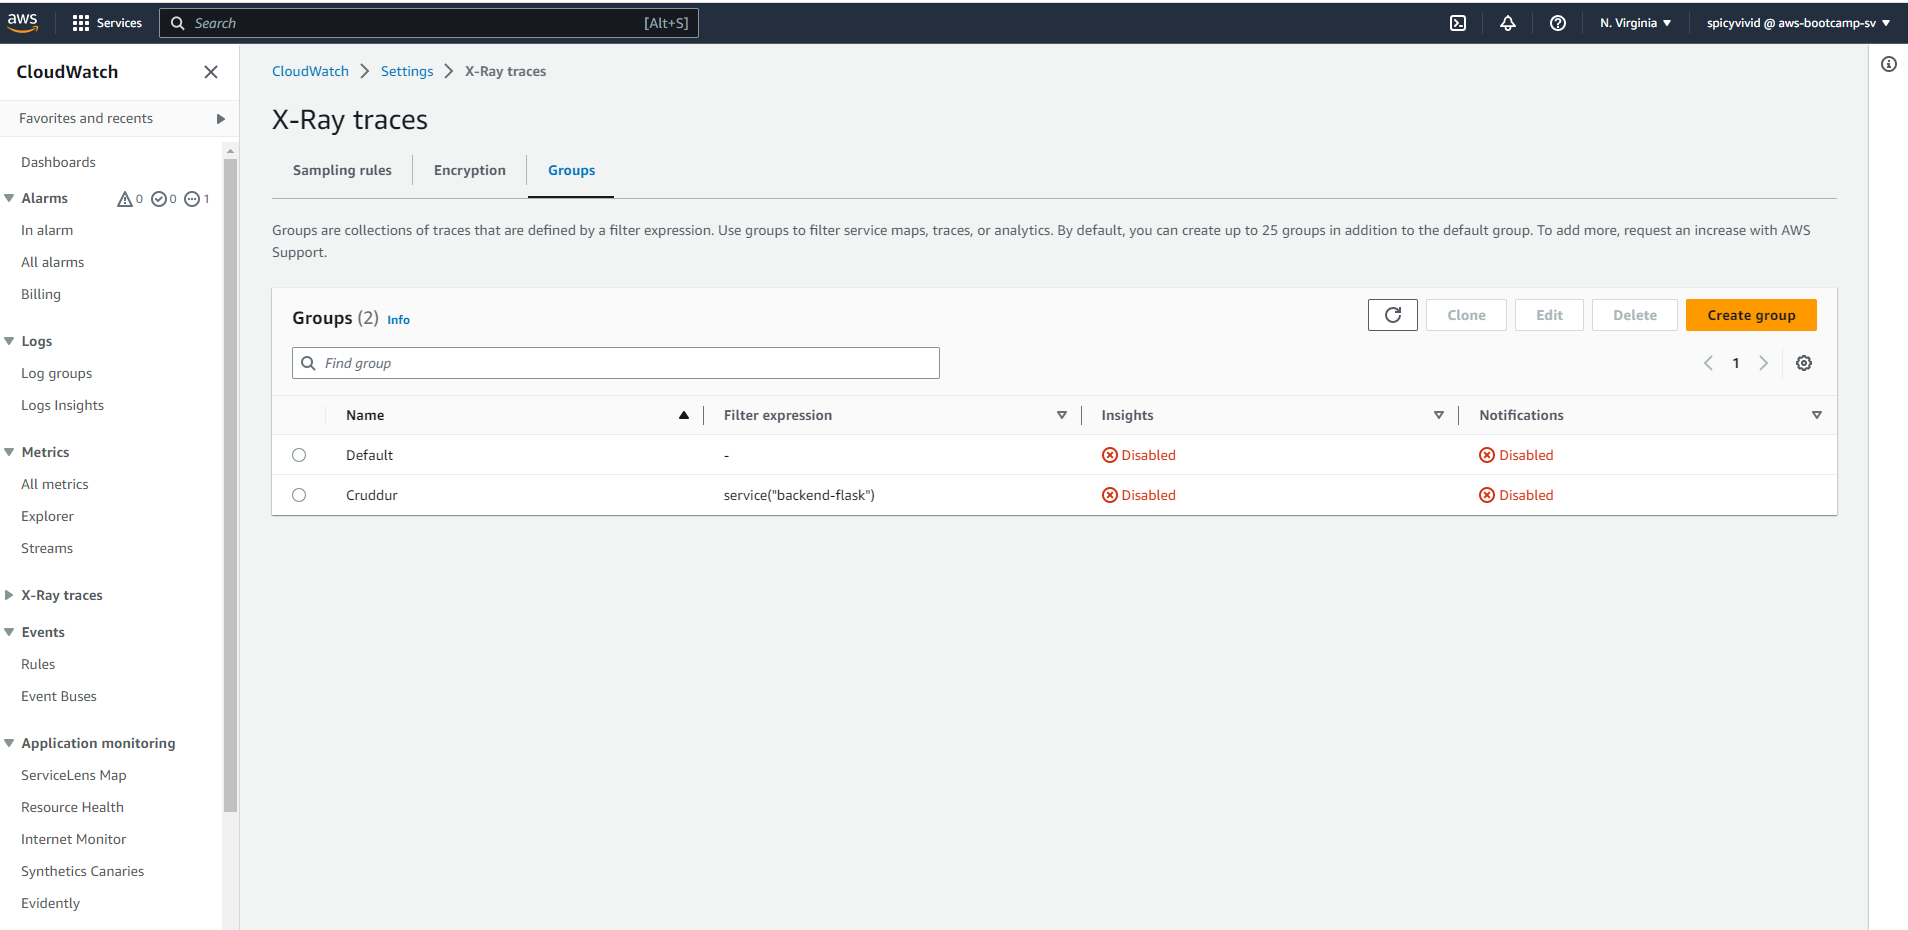 aws Services Search [Alt+S] N. Virginia spicyvivid @ aws-bootcamp-sv
CloudWatch
Favorites and recents
Dashboards
Alarms 0 0 1
In alarm
All alarms
Billing
Logs
Log groups
Logs Insights
Metrics
All metrics
Explorer
Streams
X-Ray traces
Events
Rules
Event Buses
Application monitoring
ServiceLens Map
Resource Health
Internet Monitor
Synthetics Canaries
Evidently
CloudWatch Settings X-Ray traces
X-Ray traces
Sampling rules Encryption Groups
Groups are collections of traces that are defined by a filter expression. Use groups to filter service maps, traces, or analytics. By default, you can create up to 25 groups in addition to the default group. To add more, request an increase with AWS
Support.
Groups (2) Info Clone Edit Delete Create group
Find group 1
Name Filter expression Insights Notifications
Default - Disabled Disabled
Cruddur service("backend-flask") Disabled Disabled